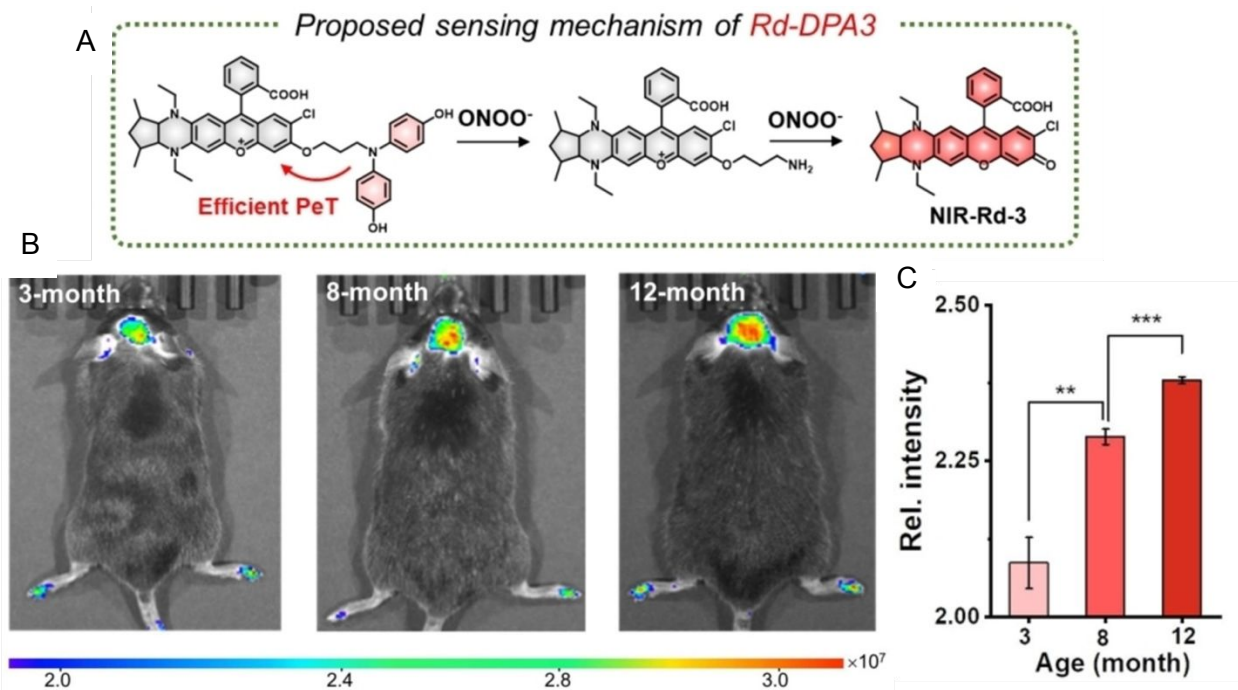 A
Proposed sensing mechanism of Rd-DPA3
COOH
N
N
O
+
Cl
O
N
OH
OH
Efficient PeT
ONOO-
COOH
N
N
O
+
Cl
O
NH2
ONOO-
COOH
N
N
O
Cl
O
NIR-Rd-3
B
3-month
8-month
12-month
2.0
2.4
2.8
3.0
×10⁷
C
Rel. intensity
2.50
2.25
2.00
**
***
3
8
12
Age (month)